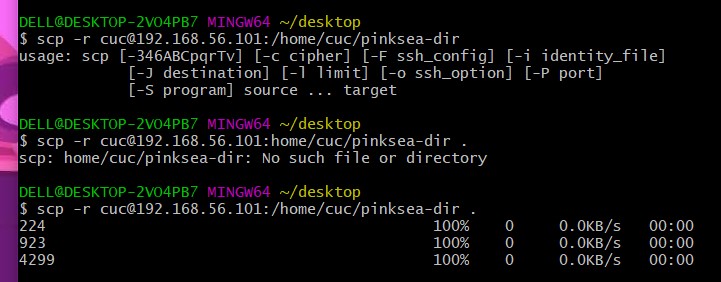 DELL@DESKTOP-2VO4PB7 MINGW64 ~/desktop
$ scp -r cuc@192.168.56.101:/home/cuc/pinksea-dir
usage: scp [-346ABCpqrTv] [-c cipher] [-F ssh_config] [-i identity_file]
           [-J destination] [-l limit] [-o ssh_option] [-P port]
           [-S program] source ... target
DELL@DESKTOP-2VO4PB7 MINGW64 ~/desktop
$ scp -r cuc@192.168.56.101:home/cuc/pinksea-dir .
scp: home/cuc/pinksea-dir: No such file or directory
DELL@DESKTOP-2VO4PB7 MINGW64 ~/desktop
$ scp -r cuc@192.168.56.101:/home/cuc/pinksea-dir .
224 100% 0 0.0KB/s 00:00
923 100% 0 0.0KB/s 00:00
4299 100% 0 0.0KB/s 00:00